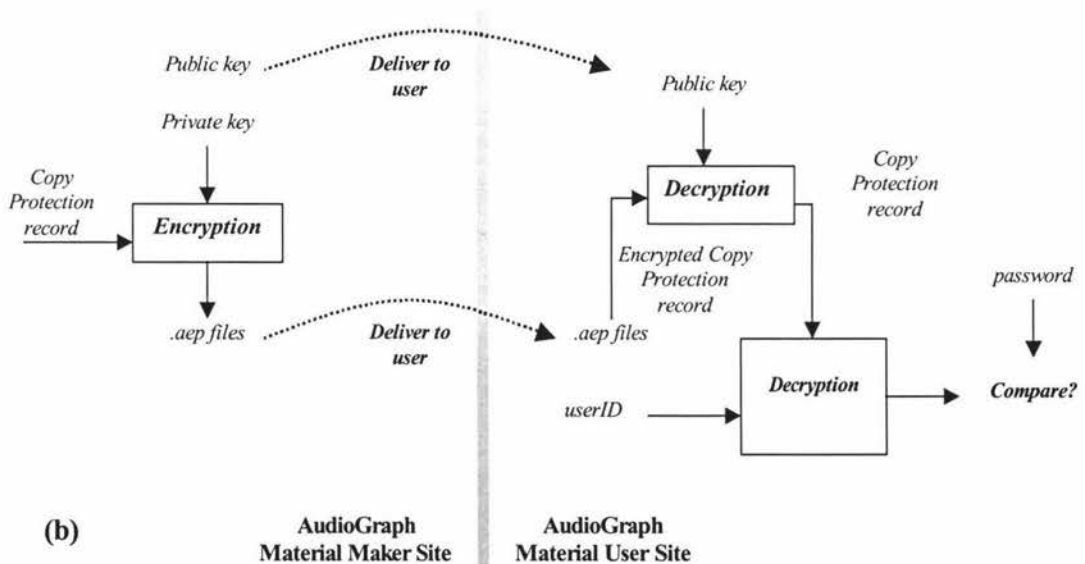 Public key
Deliver to
user
Public key
Private key
Copy
Protection
record
Encryption
Decryption
Copy
Protection
record
Encrypted Copy
Protection
record
password
.aep files
Deliver to
user
.aep files
Decryption
Compare?
userID
(b)
AudioGraph
Material Maker Site
AudioGraph
Material User Site